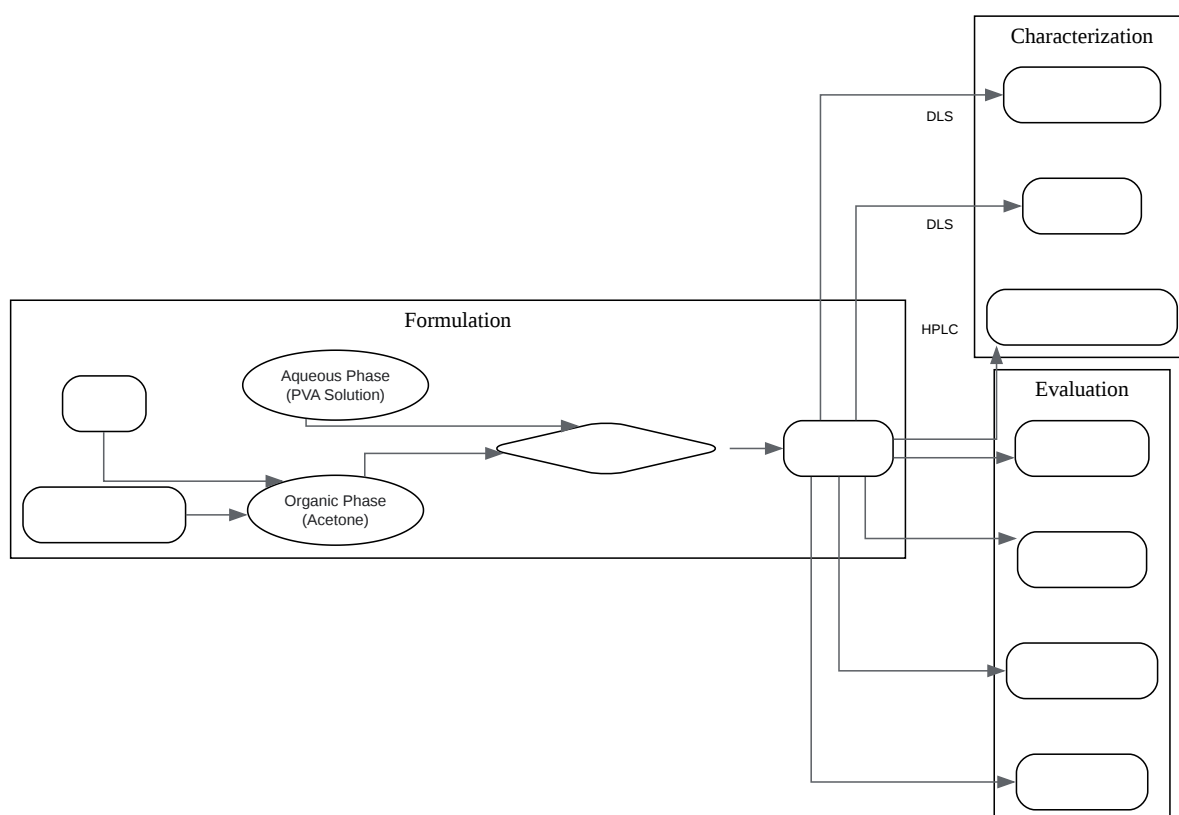 Characterization
DLS
DLS
HPLC
Formulation
Aqueous Phase
(PVA Solution)
Organic Phase
(Acetone)
Evaluation